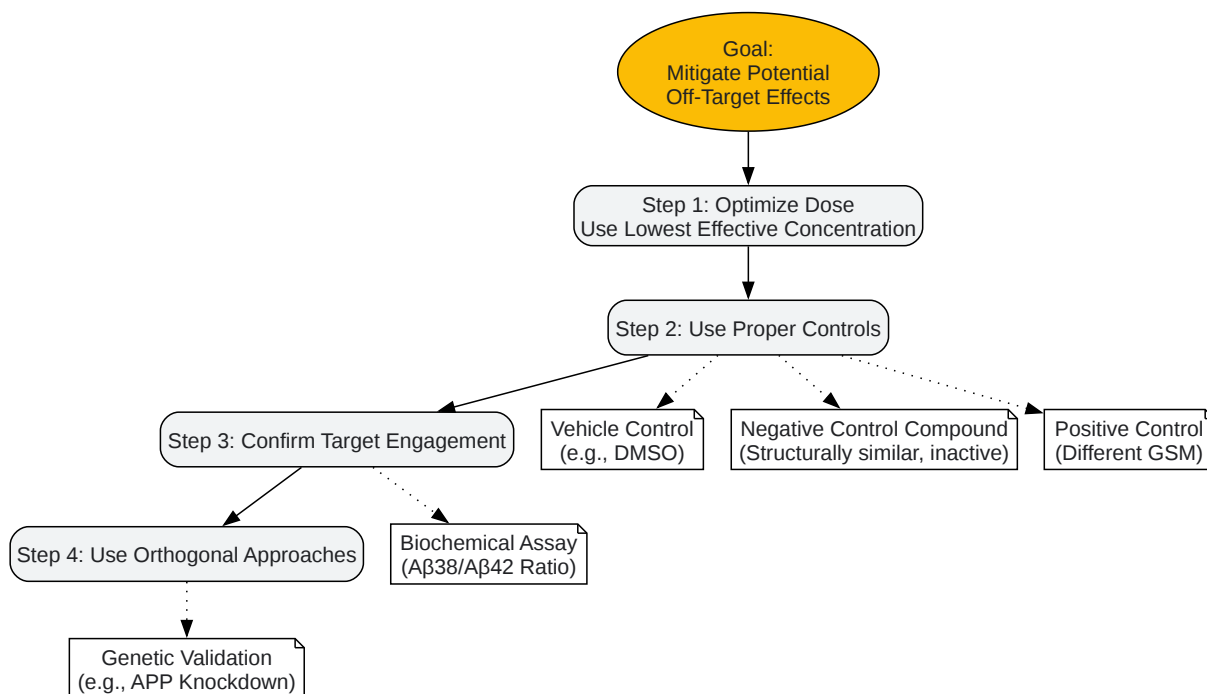 Goal:
Mitigate Potential
Off-Target Effects
Step 1: Optimize Dose
Use Lowest Effective Concentration
Step 2: Use Proper Controls
Step 3: Confirm Target Engagement
Vehicle Control
(e.g., DMSO)
Negative Control Compound
(Structurally similar, inactive)
Positive Control
(Different GSM)
Step 4: Use Orthogonal Approaches
Biochemical Assay
(Aβ38/Aβ42 Ratio)
Genetic Validation
(e.g., APP Knockdown)